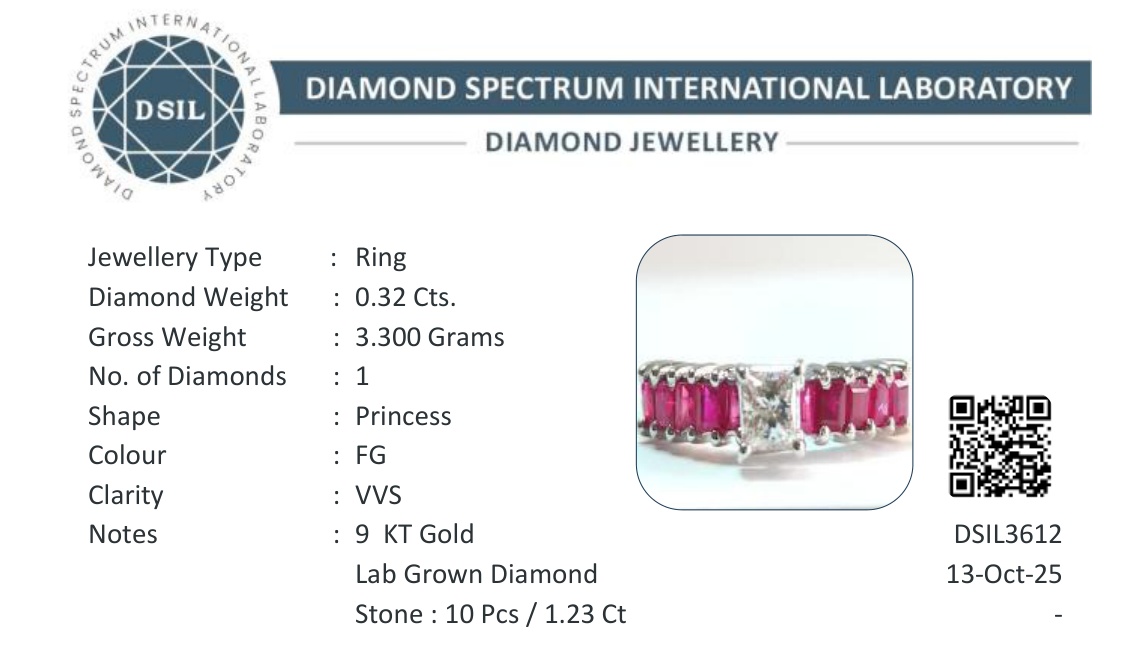 DIAMOND SPECTRUM INTERNATIONAL LABORATORY
DSIL
DIAMOND SPECTRUM INTERNATIONAL LABORATORY
DIAMOND JEWELLERY
Jewellery Type : Ring
Diamond Weight : 0.32 Cts.
Gross Weight : 3.300 Grams
No. of Diamonds : 1
Shape : Princess
Colour : FG
Clarity : VVS
Notes : 9 KT Gold
DSIL3612
Lab Grown Diamond
13-Oct-25
Stone : 10 Pcs / 1.23 Ct
-